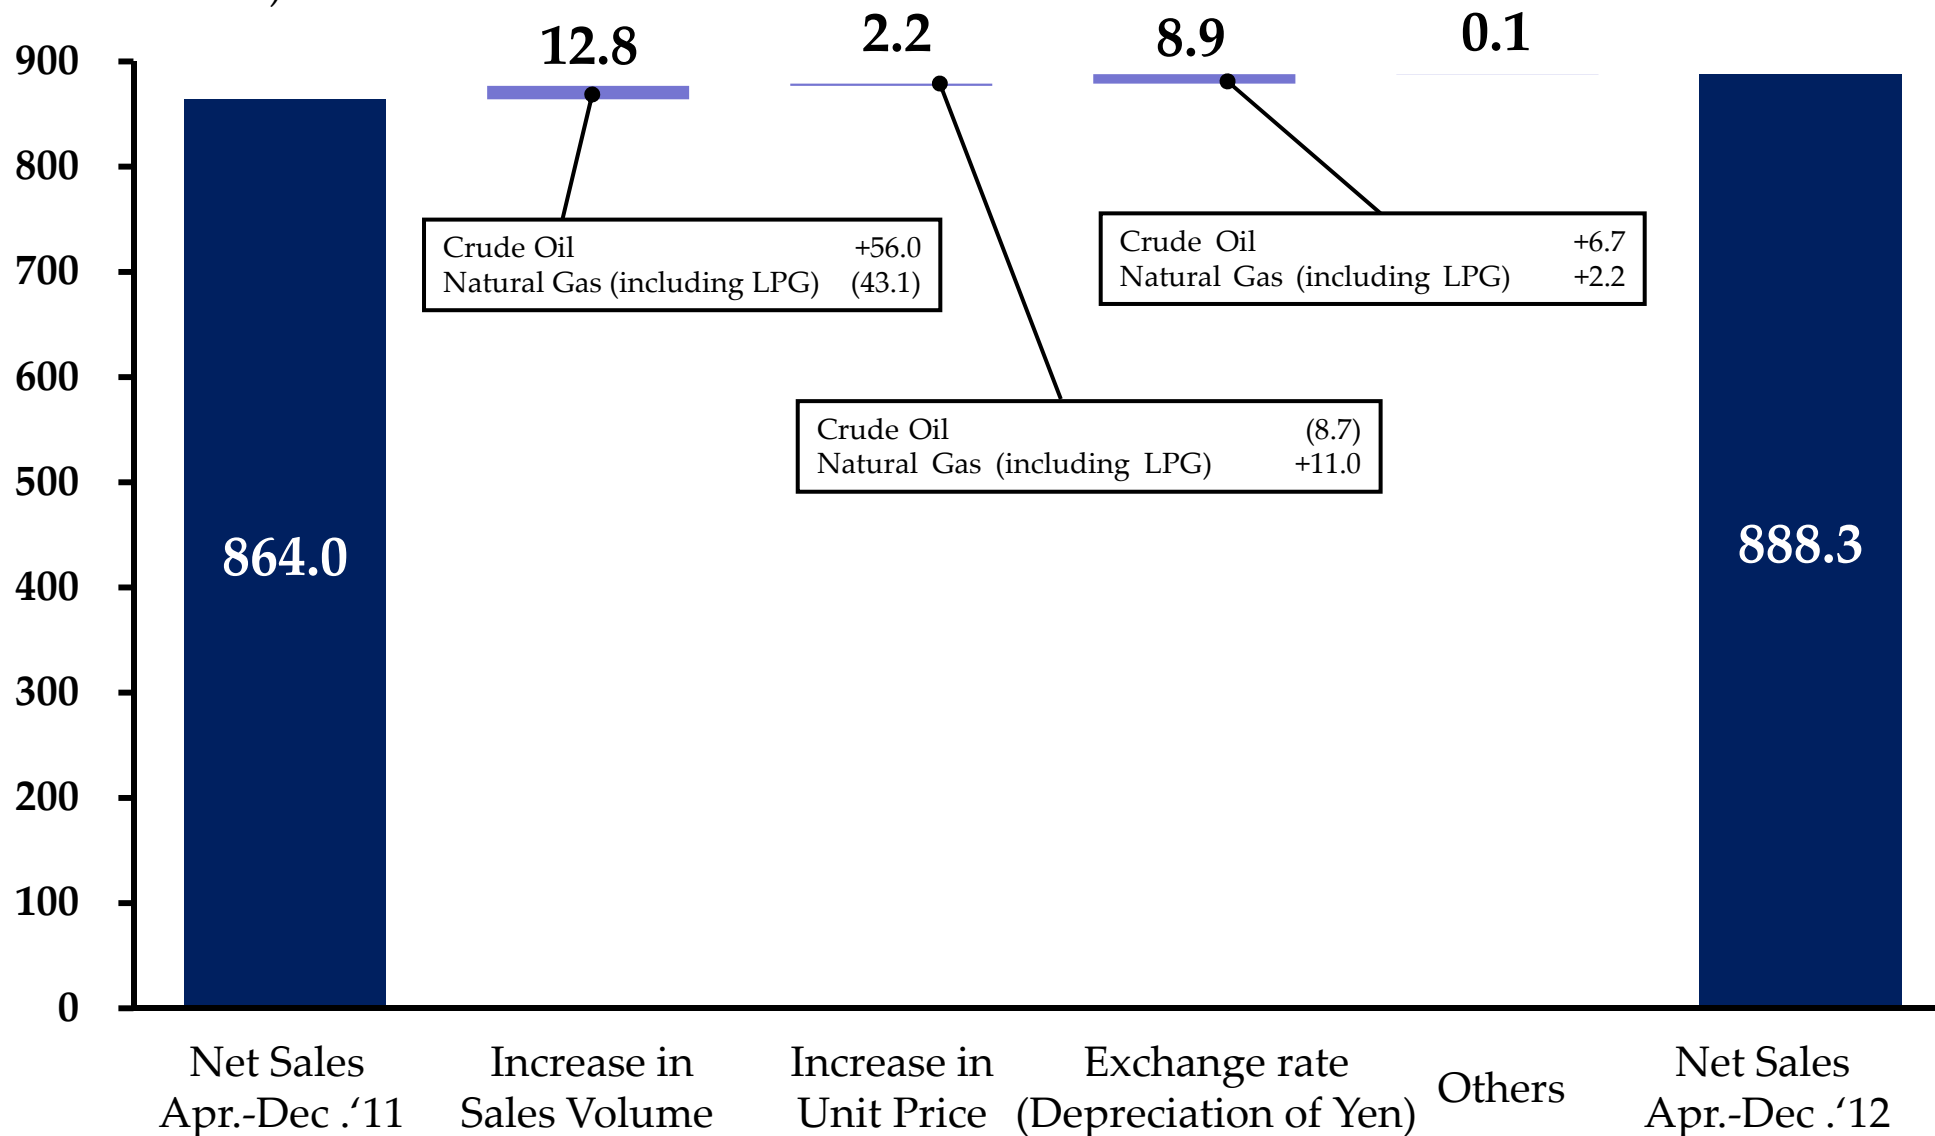 12.8
2.2
8.9
0.1
900
800
700
600
500
400
300
200
100
0
Crude Oil +56.0
Natural Gas (including LPG) (43.1)
Crude Oil +6.7
Natural Gas (including LPG) +2.2
Crude Oil (8.7)
Natural Gas (including LPG) +11.0
864.0
888.3
Net Sales
Apr.-Dec .‘11
Increase in
Sales Volume
Increase in
Unit Price
Exchange rate
(Depreciation of Yen)
Others
Net Sales
Apr.-Dec .‘12